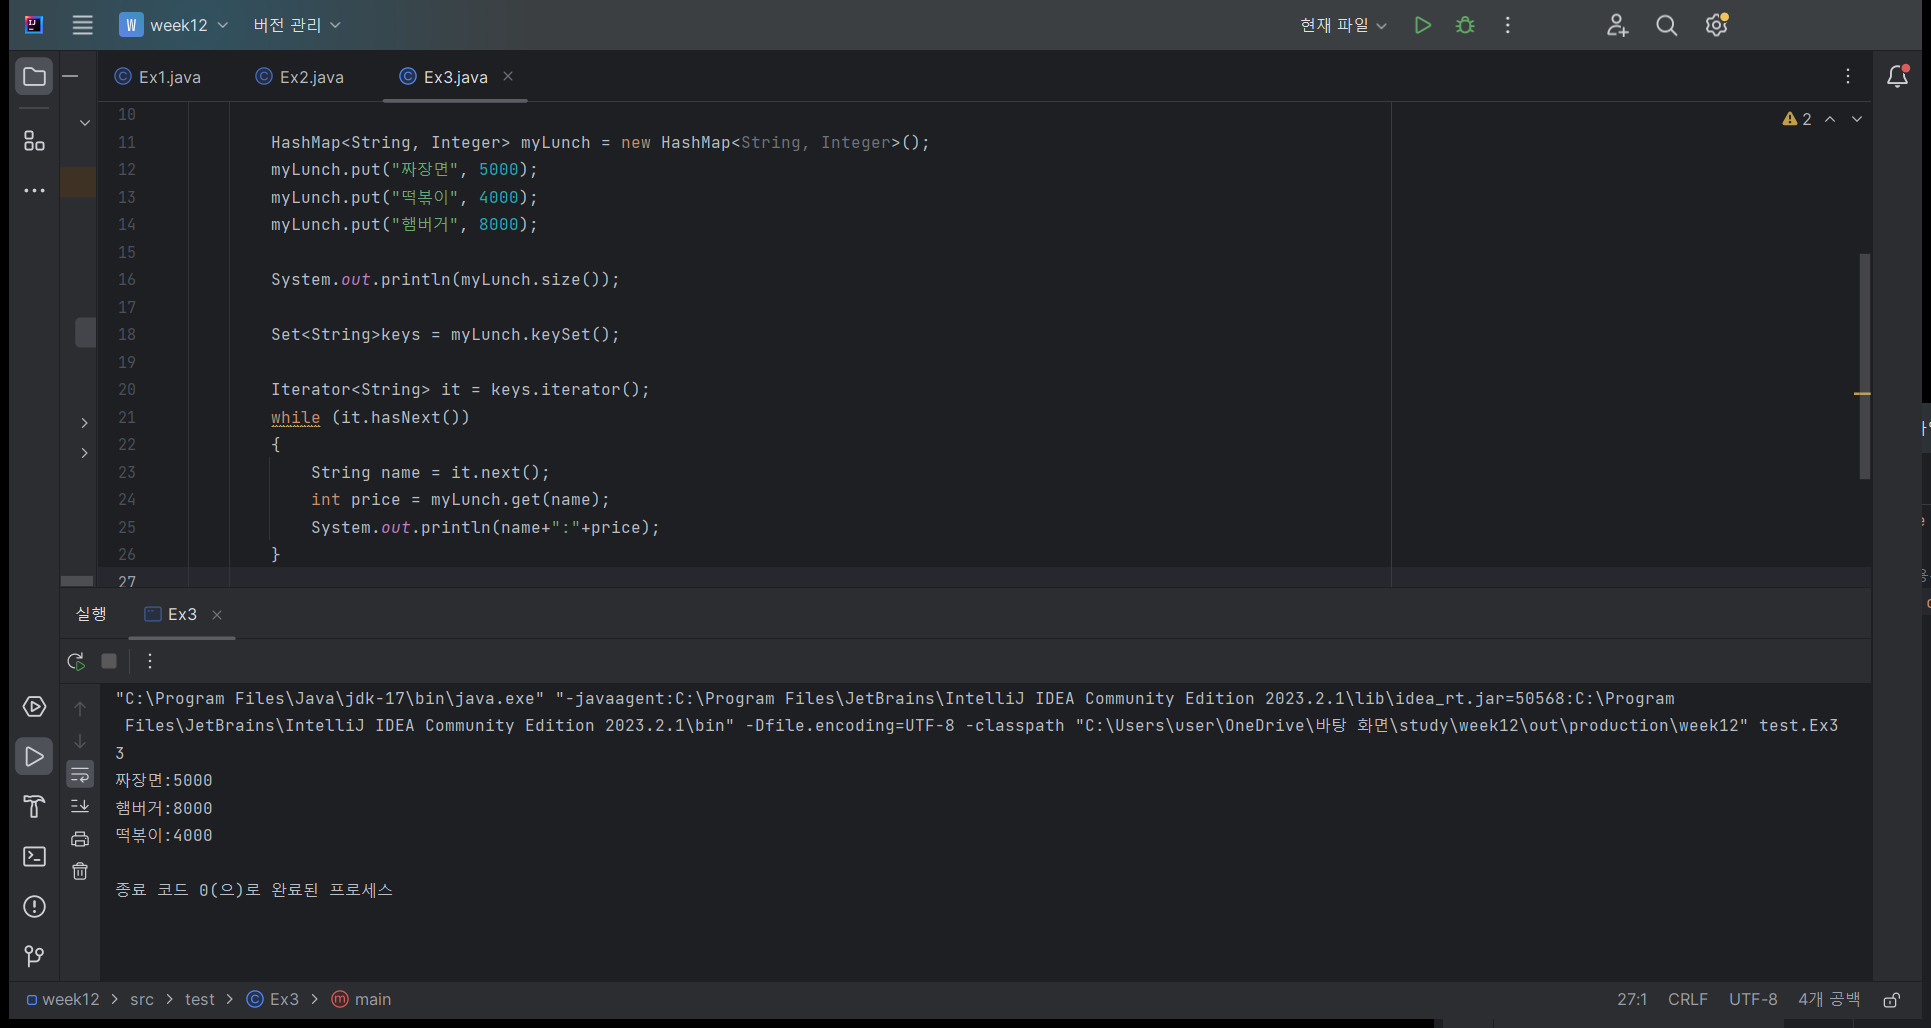 W week12 버전 관리 현재 파일
Ex1.java Ex2.java Ex3.java
10
11 HashMap<String, Integer> myLunch = new HashMap<String, Integer>();
12 myLunch.put("짜장면", 5000);
13 myLunch.put("떡볶이", 4000);
14 myLunch.put("햄버거", 8000);
15
16 System.out.println(myLunch.size());
17
18 Set<String>keys = myLunch.keySet();
19
20 Iterator<String> it = keys.iterator();
21 while (it.hasNext())
22 {
23 String name = it.next();
24 int price = myLunch.get(name);
25 System.out.println(name+":"+price);
26 }
27
2
실행 Ex3
"C:\Program Files\Java\jdk-17\bin\java.exe" "-javaagent:C:\Program Files\JetBrains\IntelliJ IDEA Community Edition 2023.2.1\lib\idea_rt.jar=50568:C:\Program
Files\JetBrains\IntelliJ IDEA Community Edition 2023.2.1\bin" -Dfile.encoding=UTF-8 -classpath "C:\Users\user\OneDrive\바탕 화면\study\week12\out\production\week12" test.Ex3
3
짜장면:5000
햄버거:8000
떡볶이:4000
종료 코드 0(으)로 완료된 프로세스
week12 > src > test > Ex3 > main 27:1 CRLF UTF-8 4개 공백